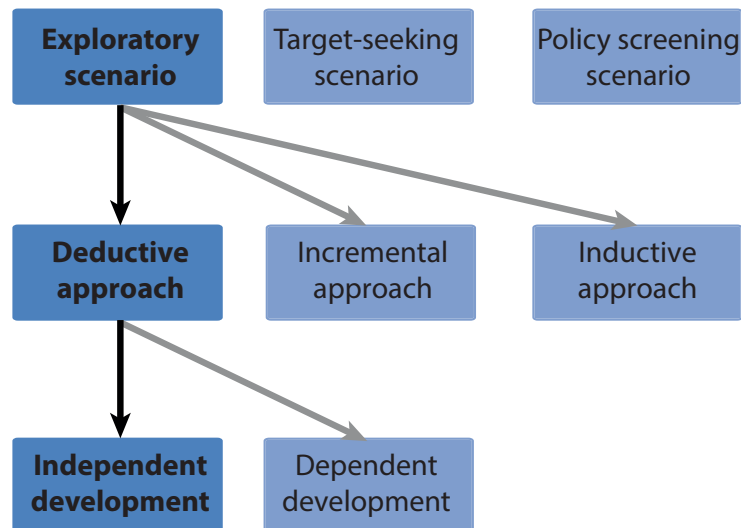 Exploratory
scenario
Target-seeking
scenario
Policy screening
scenario
Deductive
approach
Incremental
approach
Inductive
approach
Independent
development
Dependent
development